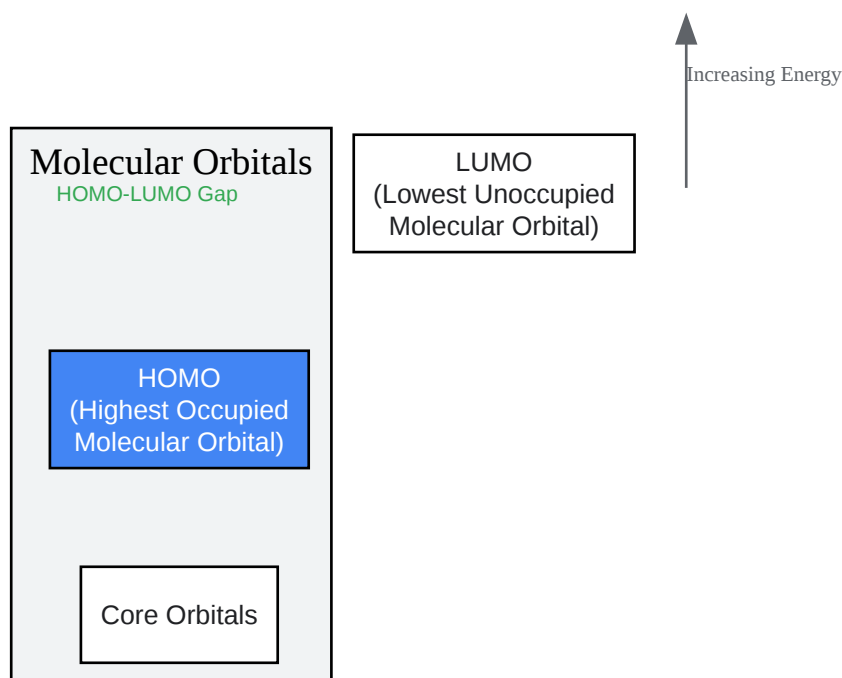 Increasing Energy
Molecular Orbitals
HOMO-LUMO Gap
LUMO
(Lowest Unoccupied
Molecular Orbital)
HOMO
(Highest Occupied
Molecular Orbital)
Core Orbitals